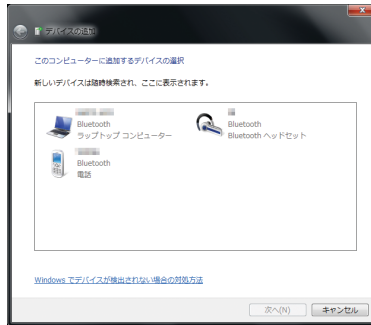 デバイスの追加
このコンピューターに追加するデバイスの選択
新しいデバイスは随時検索され、ここに表示されます。
Bluetooth
ラップトップ コンピューター
Bluetooth
Bluetooth ヘッドセット
Bluetooth
電話
Windows でデバイスが検出されない場合の対処方法
次へ(N)
キャンセル